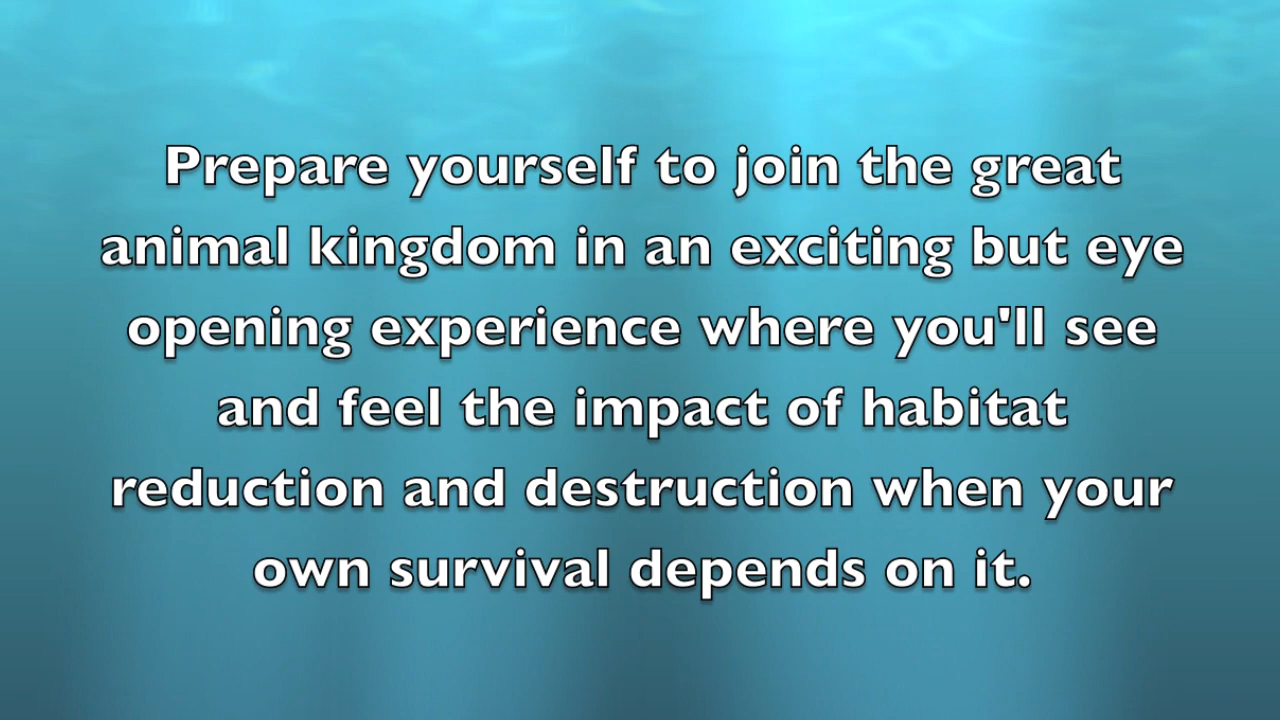 Prepare yourself to join the great
animal kingdom in an exciting but eye
opening experience where you'll see
and feel the impact of habitat
reduction and destruction when your
own survival depends on it.